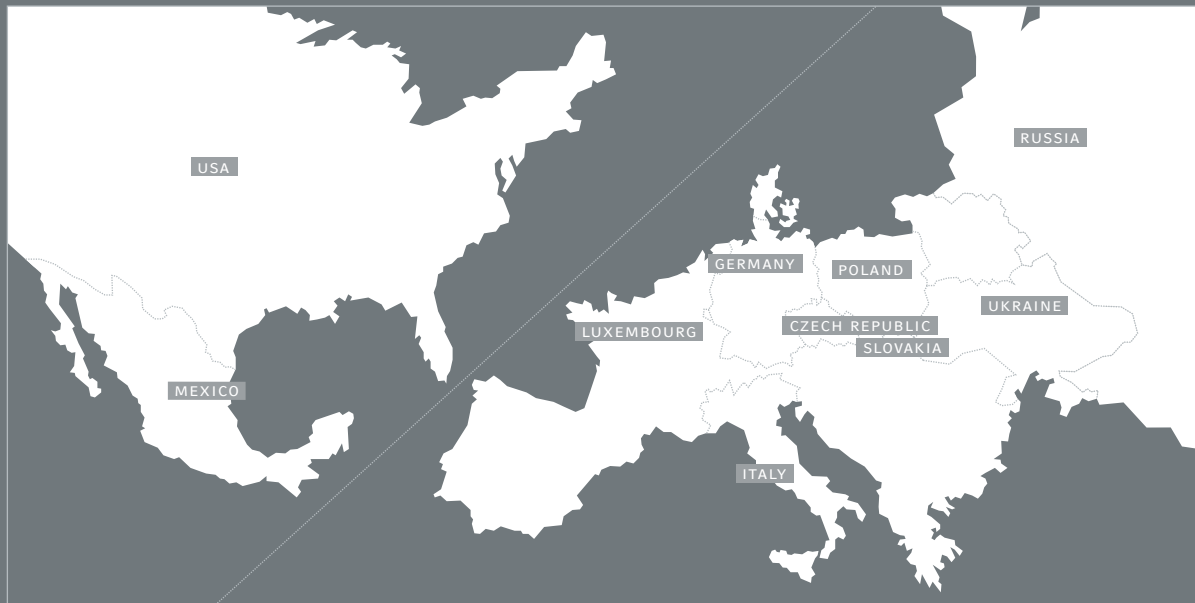 RUSSIA
USA
GERMANY
POLAND
UKRAINE
CZECH REPUBLIC
LUXEMBOURG
SLOVAKIA
MEXICO
ITALY